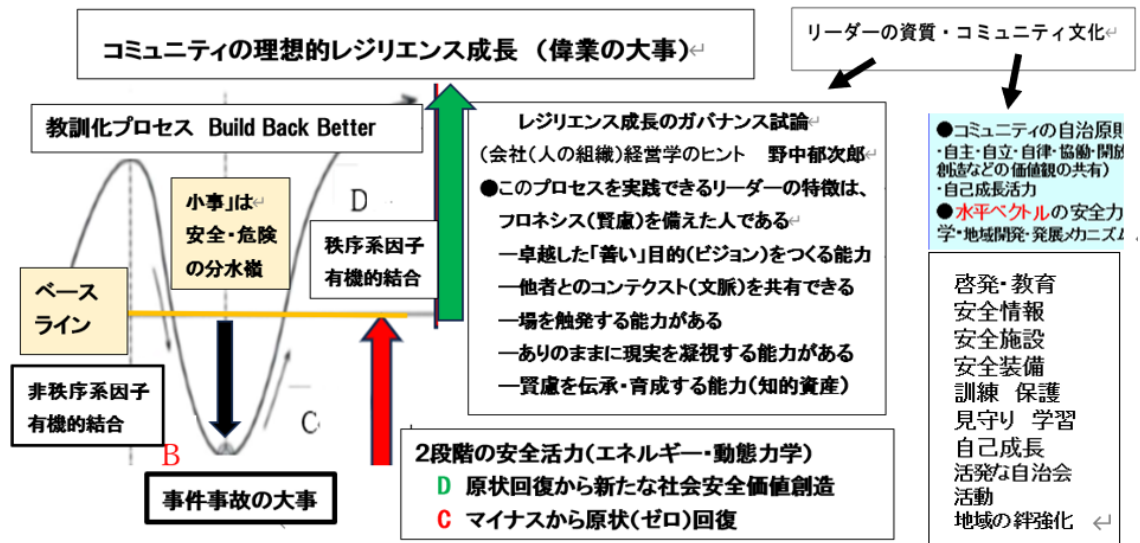 コミュニティの理想的レジリエンス成長 （偉業の大事）
リーダーの資質・コミュニティ文化
教訓化プロセス Build Back Better
小事」は
安全・危険
の分水嶺
D
秩序系因子
有機的結合
ベース
ライン
非秩序系因子
有機的結合
B
C
事件事故の大事
レジリエンス成長のガバナンス試論
（会社（人の組織）経営学のヒント 野中郁次郎
●このプロセスを実践できるリーダーの特徴は、
フロネシス（賢慮）を備えた人である
―卓越した「善い」目的（ビジョン）をつくる能力
―他者とのコンテクスト（文脈）を共有できる
―場を触発する能力がある
―ありのままに現実を凝視する能力がある
―賢慮を伝承・育成する能力（知的資産）
2段階の安全活力（エネルギー・動態力学）
D 原状回復から新たな社会安全価値創造
C マイナスから原状（ゼロ）回復
●コミュニティの自治原則
・自主・自立・自律・協働・開放
創造などの価値観の共有）
・自己成長活力
●水平ベクトルの安全力
学・地域開発・発展メカニズム
啓発・教育
安全情報
安全施設
安全装備
訓練 保護
見守り 学習
自己成長
活発な自治会
活動
地域の絆強化